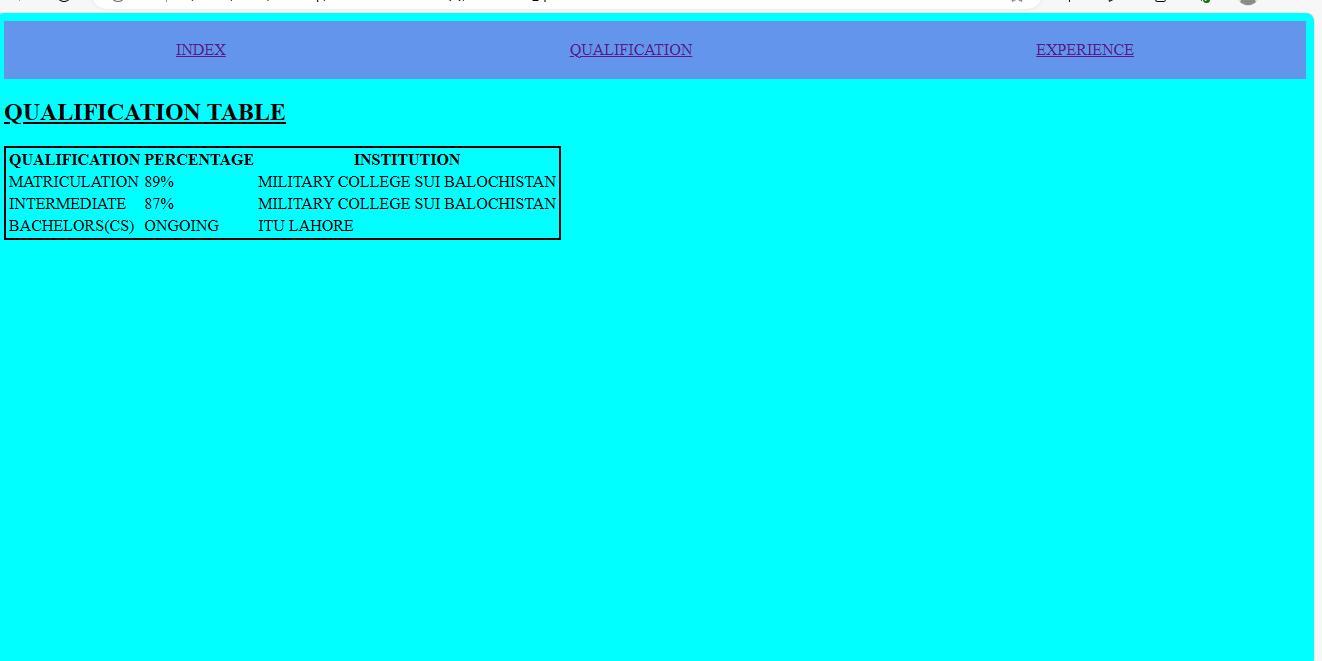 INDEX QUALIFICATION EXPERIENCE
QUALIFICATION TABLE
QUALIFICATION PERCENTAGE INSTITUTION
MATRICULATION 89% MILITARY COLLEGE SUI BALOCHISTAN
INTERMEDIATE 87% MILITARY COLLEGE SUI BALOCHISTAN
BACHELORS(CS) ONGOING ITU LAHORE